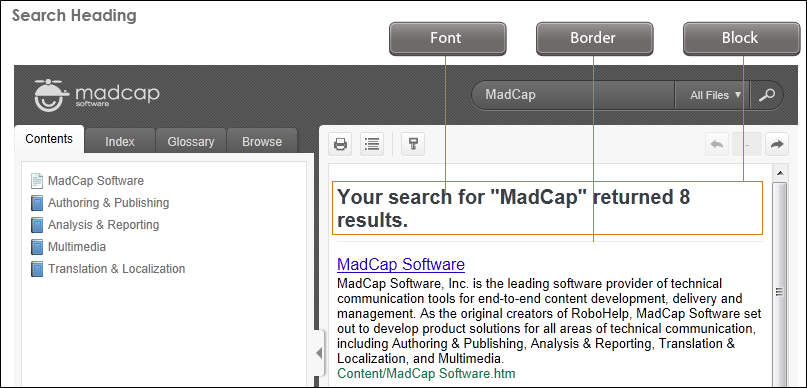 Search Heading
Font
Border
Block
madcap
software
MadCap
All Files
Contents
Index
Glossary
Browse
MadCap Software
Authoring & Publishing
Analysis & Reporting
Multimedia
Translation & Localization
-
Your search for "MadCap" returned 8
results.
MadCap Software
MadCap Software, Inc. is the leading software provider of technical
communication tools for end-to-end content development, delivery and
management. As the original creators of RoboHelp, MadCap Software set
out to develop product solutions for all areas of technical communication,
including Authoring & Publishing, Analysis & Reporting, Translation &
Localization, and Multimedia.
Content/MadCap Software.htm